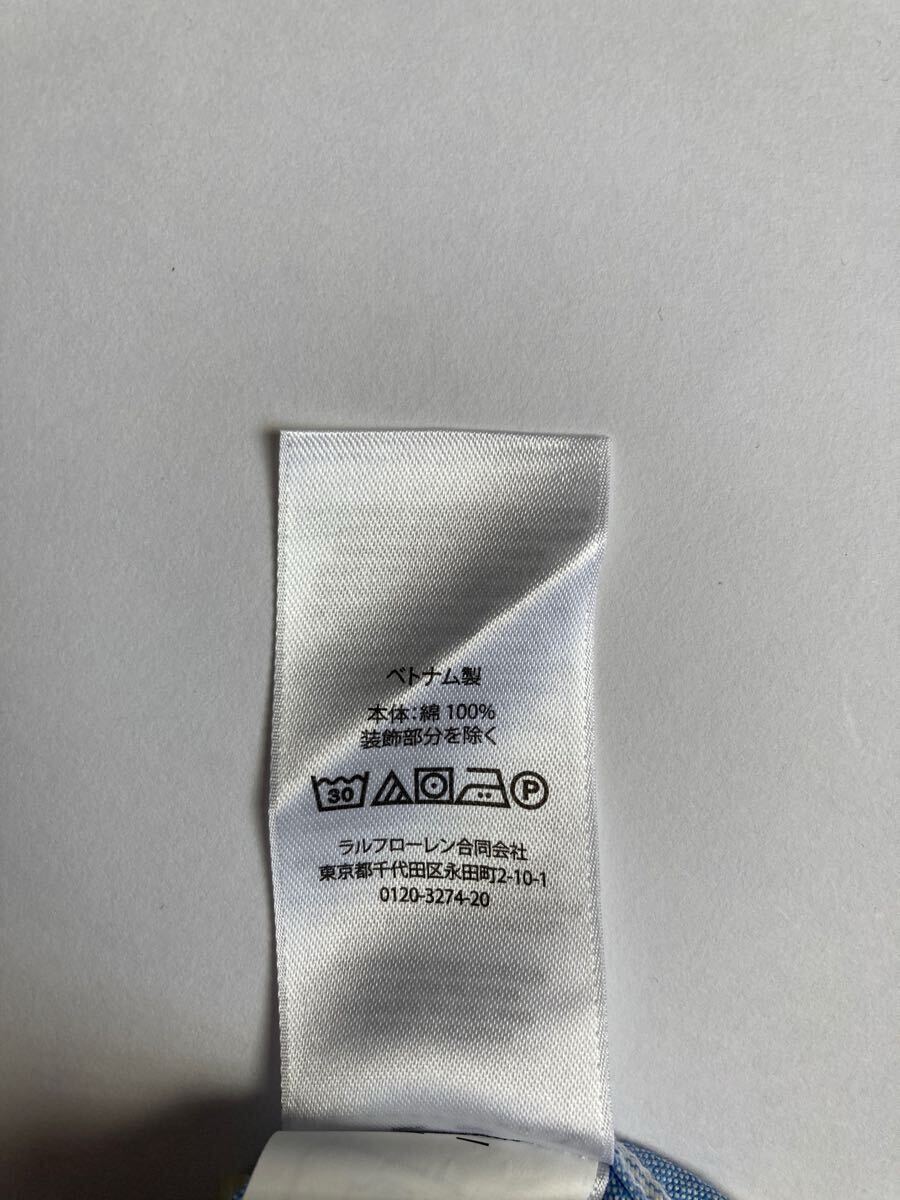 ベトナム製
本体:綿 100%
装飾部分を除く
30 P
ラルフローレン合同会社
東京都千代田区永田町2-10-1
0120-3274-20